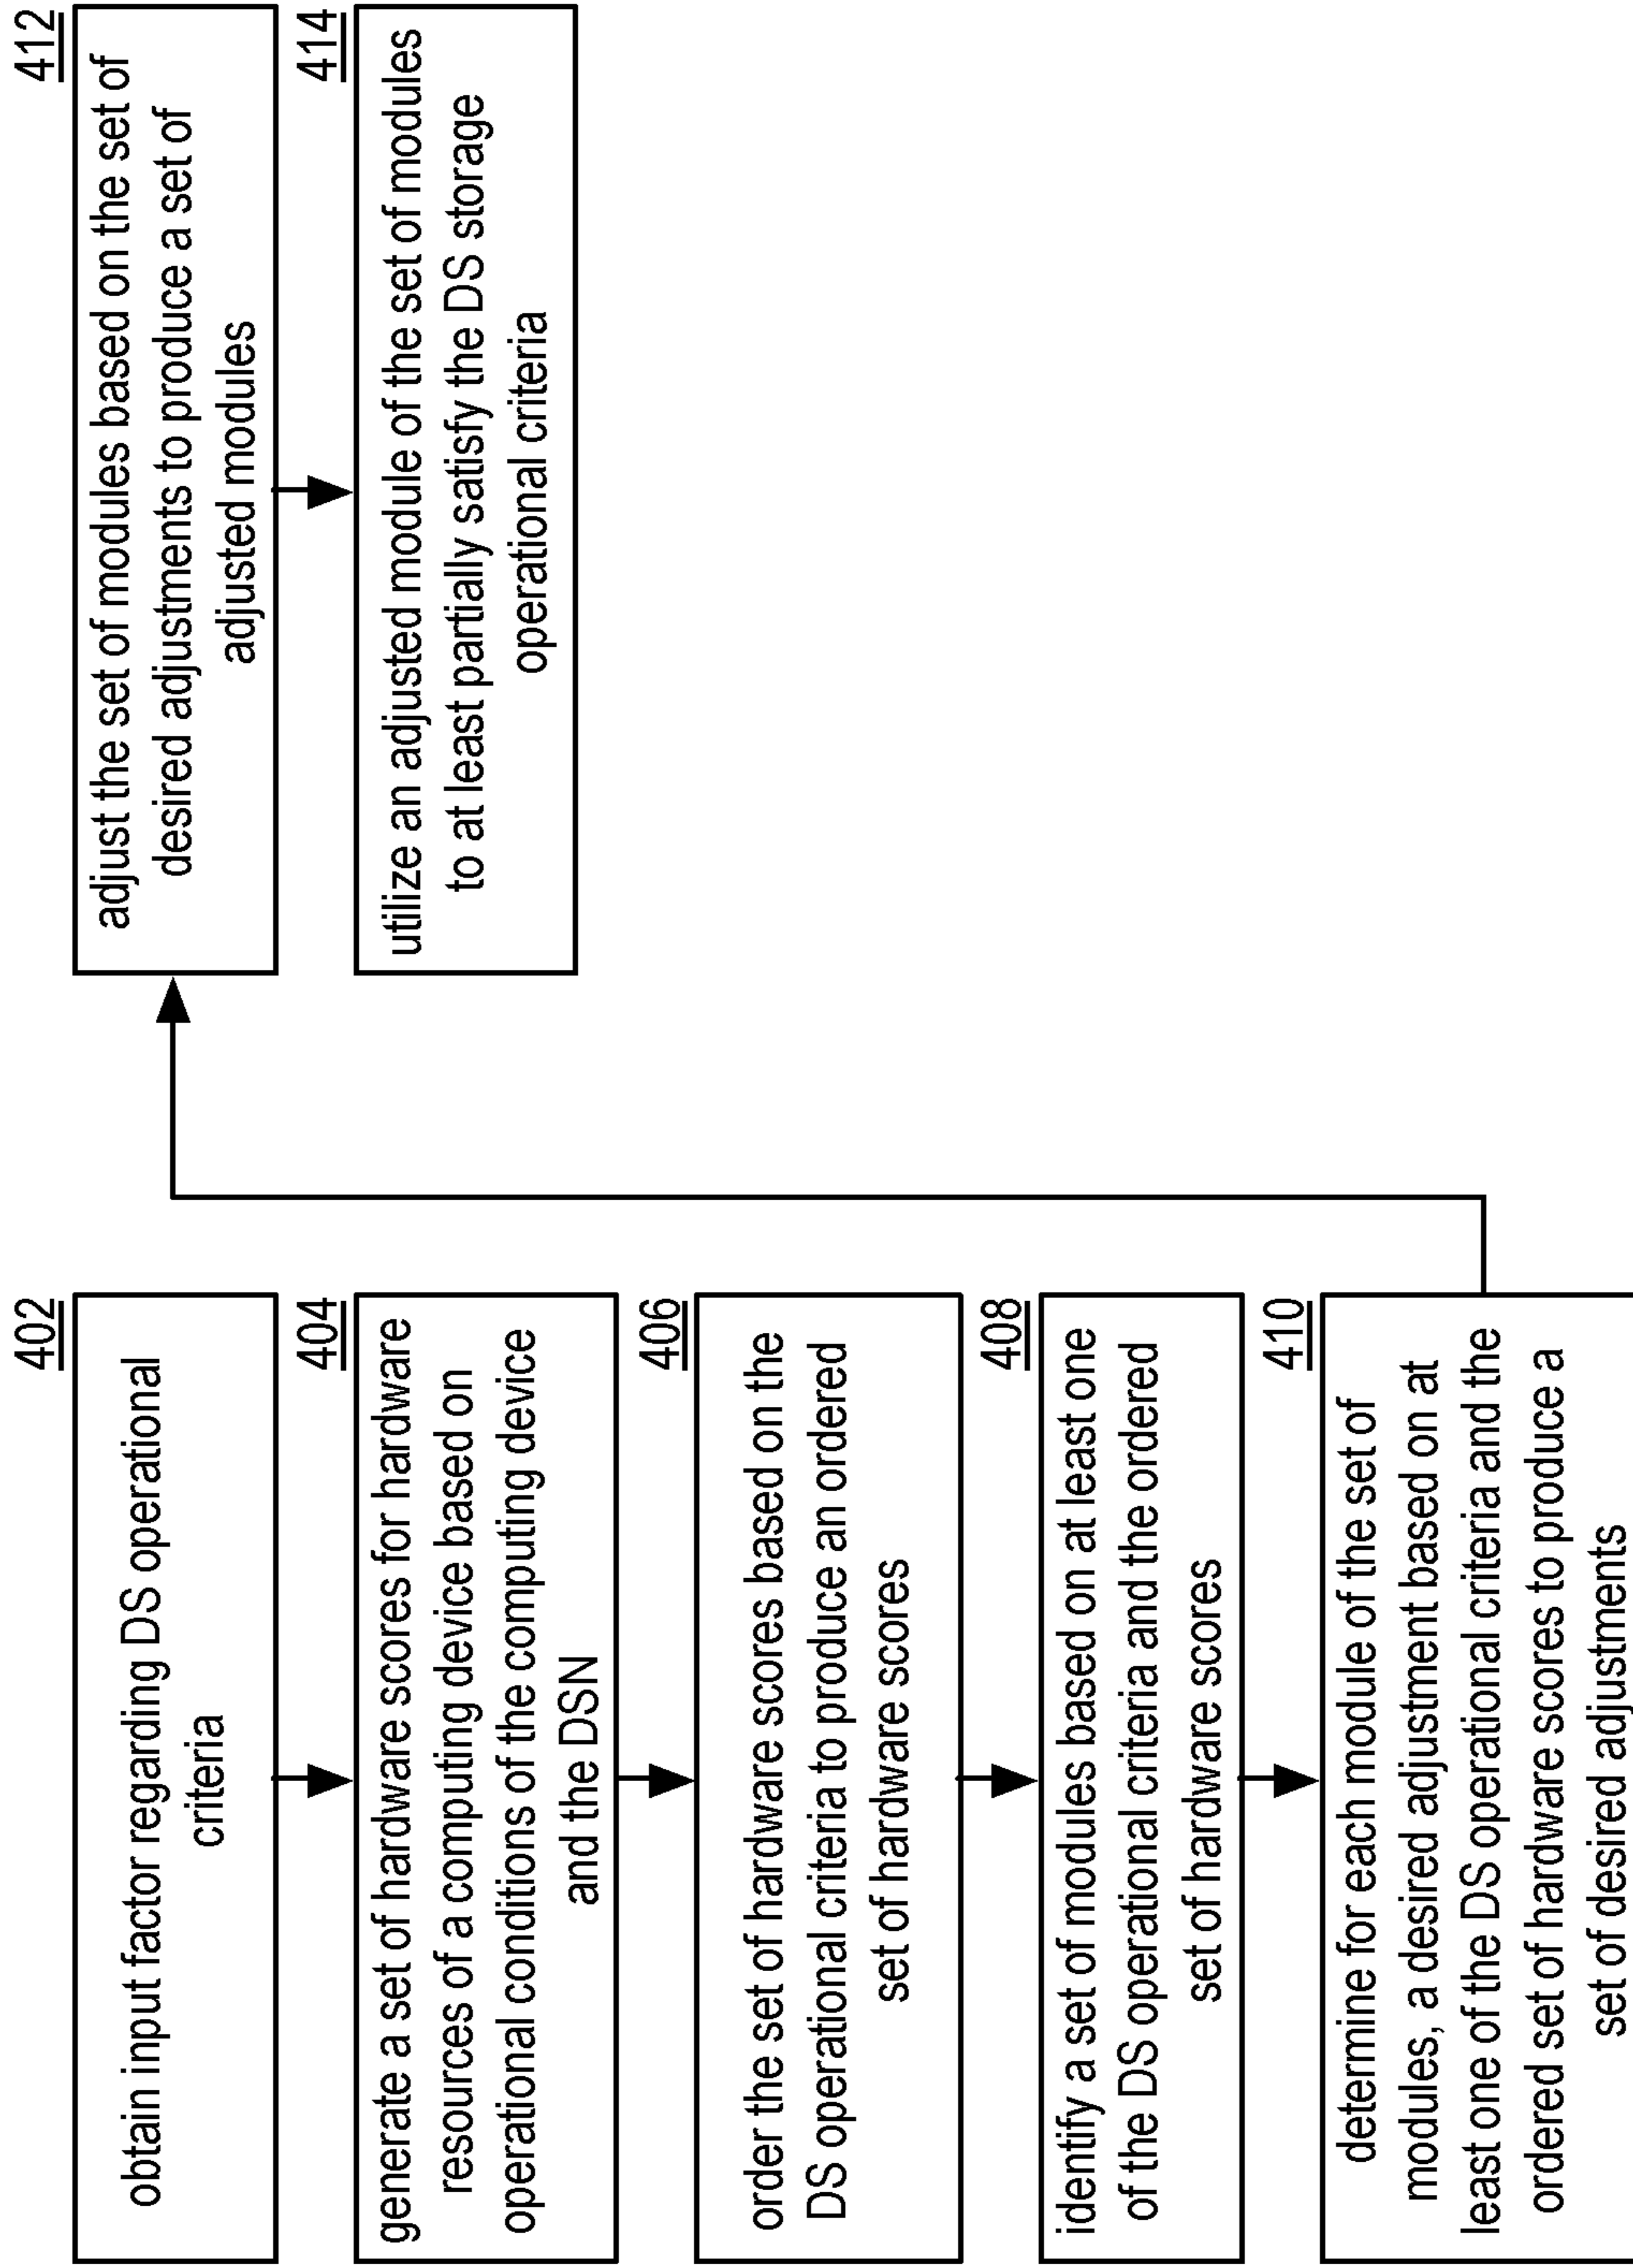 402
obtain input factor regarding DS operational
criteria
404
generate a set of hardware scores for hardware
resources of a computing device based on
operational conditions of the computing device
and the DSN
406
order the set of hardware scores based on the
DS operational criteria to produce an ordered
set of hardware scores
408
identify a set of modules based on at least one
of the DS operational criteria and the ordered
set of hardware scores
410
determine for each module of the set of
modules, a desired adjustment based on at
least one of the DS operational criteria and the
ordered set of hardware scores to produce a
set of desired adjustments
412
adjust the set of modules based on the set of
desired adjustments to produce a set of
adjusted modules
414
utilize an adjusted module of the set of modules
to at least partially satisfy the DS storage
operational criteria